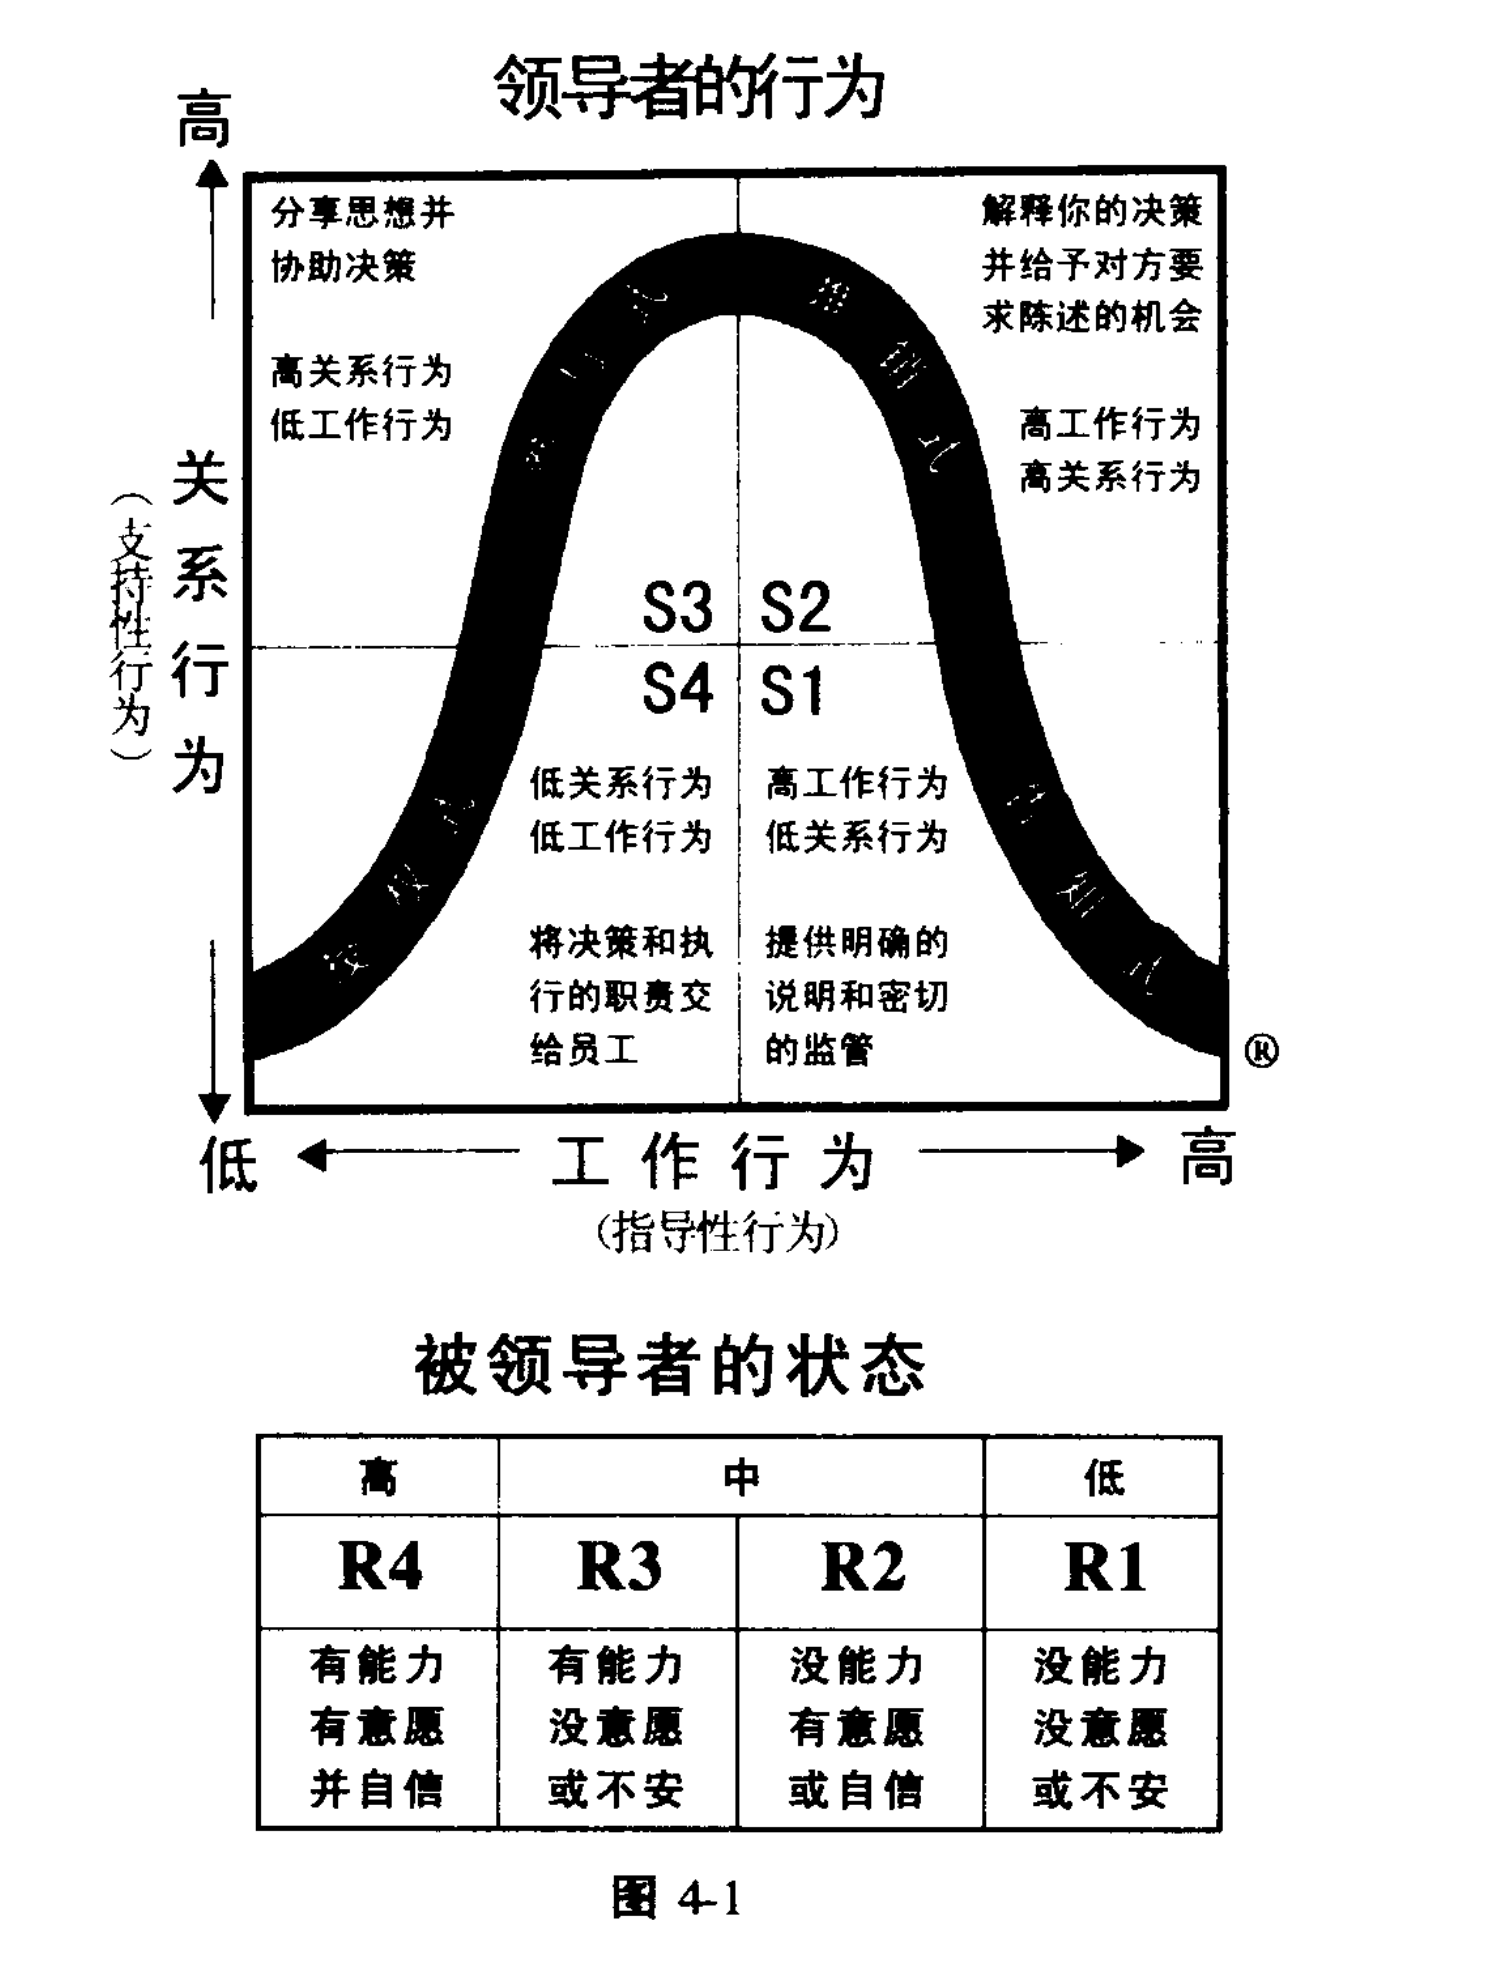 领导者的行为
高
分享思想并
协助决策
高关系行为
低工作行为
解释你的决策
并给予对方要
求陈述的机会
高工作行为
高关系行为
关系行为
(支持性行为)
S3
S2
S4
S1
低关系行为
低工作行为
将决策和执
行的职责交
给员工
高工作行为
低关系行为
提供明确的
说明和密切
的监管
®
低
工作行为
高
(指导性行为)
被领导者的状态
高 中 低
R4 R3 R2 R1
有能力 有能力 没能力 没能力
有意愿 没意愿 有意愿 没意愿
并自信 或不安 或自信 或不安
图 4-1